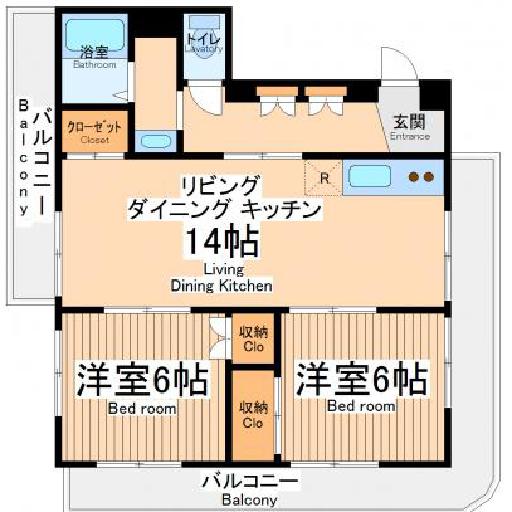 トイレ
Lavatory
浴室
Bathroom
バルコニー
Balcony
クローゼット
Closet
玄関
Entrance
リビング
ダイニング キッチン
14帖
Living
Dining Kitchen
R
収納
Clo
洋室6帖
Bed room
収納
Clo
洋室6帖
Bed room
バルコニー
Balcony